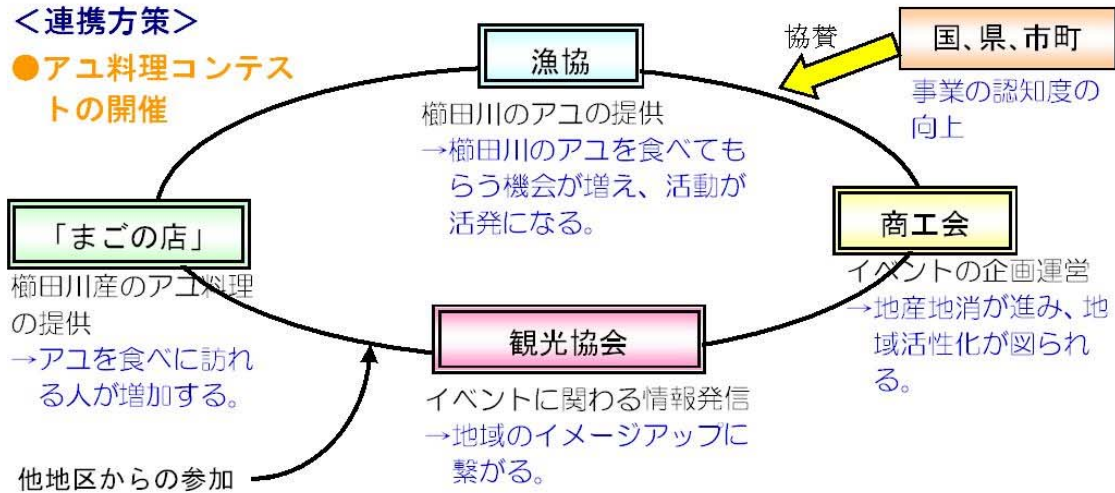 ＜連携方策＞
●アユ料理コンテス
トの開催
漁協
櫛田川のアユの提供
→櫛田川のアユを食べても
らう機会が増え、活動が
活発になる。
協賛
国、県、市町
事業の認知度の
向上
「まごの店」
櫛田川産のアユ料理
の提供
→アユを食べに訪れ
る人が増加する。
商工会
イベントの企画運営
→地産地消が進み、地
域活性化が図られ
る。
観光協会
イベントに関わる情報発信
→地域のイメージアップに
繋がる。
他地区からの参加